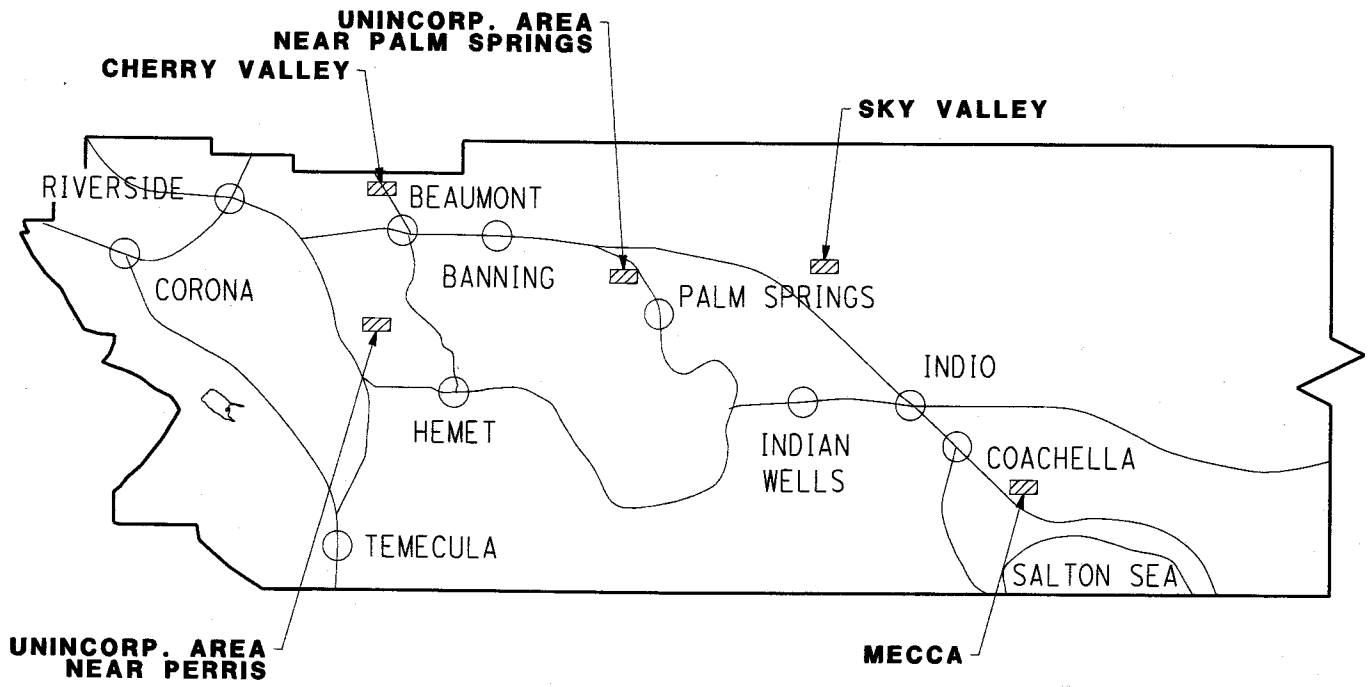 UNINCORP. AREA
NEAR PALM SPRINGS
CHERRY VALLEY
SKY VALLEY
RIVERSIDE
BEAUMONT
CORONA
BANNING
PALM SPRINGS
INDIO
HEMET
INDIAN
WELLS
COACHELLA
TEMECULA
SALTON SEA
UNINCORP. AREA
NEAR PERRIS
MECCA